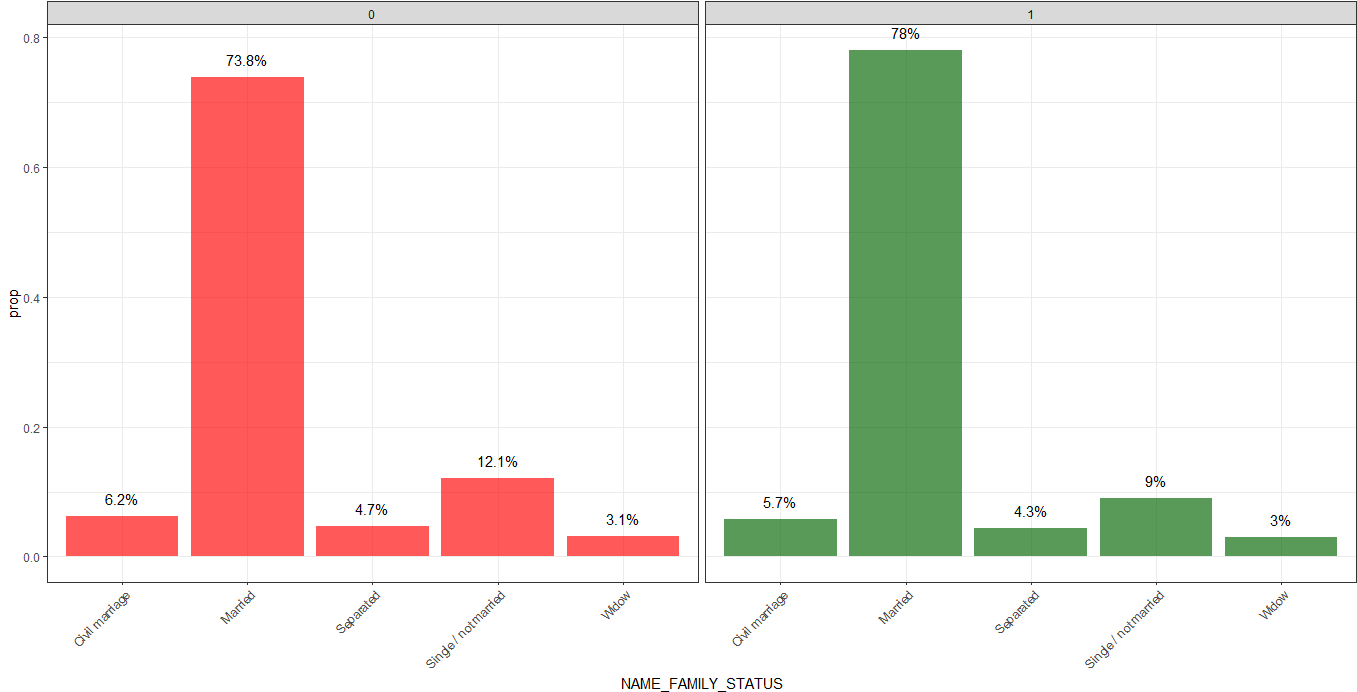 0 1
0.8
0.6
0.4
0.2
0.0
prop
6.2%
73.8%
4.7%
12.1%
3.1%
5.7%
78%
4.3%
9%
3%
Civil marriage
Married
Separated
Single / not married
Widow
Civil marriage
Married
Separated
Single / not married
Widow
NAME_FAMILY_STATUS